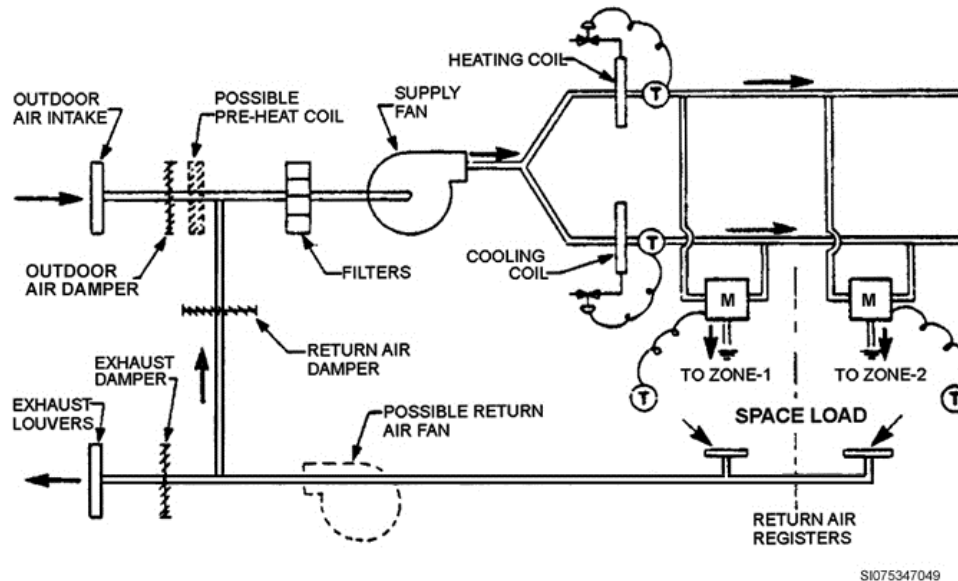 HEATING COIL
T
OUTDOOR
AIR INTAKE
POSSIBLE
PRE-HEAT COIL
SUPPLY
FAN
OUTDOOR
AIR DAMPER
FILTERS
COOLING
COIL
T
M
M
RETURN AIR
DAMPER
TO ZONE-1
TO ZONE-2
T
T
EXHAUST
DAMPER
EXHAUST
LOUVERS
POSSIBLE RETURN
AIR FAN
SPACE LOAD
RETURN AIR
REGISTERS
SI075347049